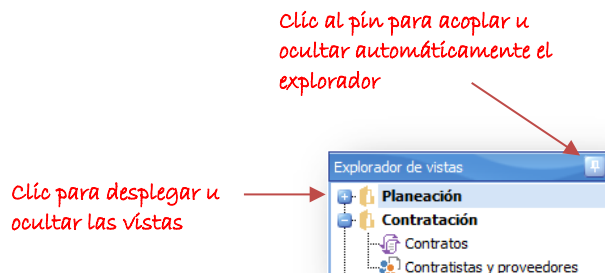 Clic al pin para acoplar u
ocultar automáticamente el
explorador
Explorador de vistas
Clic para desplegar u
ocultar las vistas
Planeación
Contratación
Contratos
Contratistas y proveedores